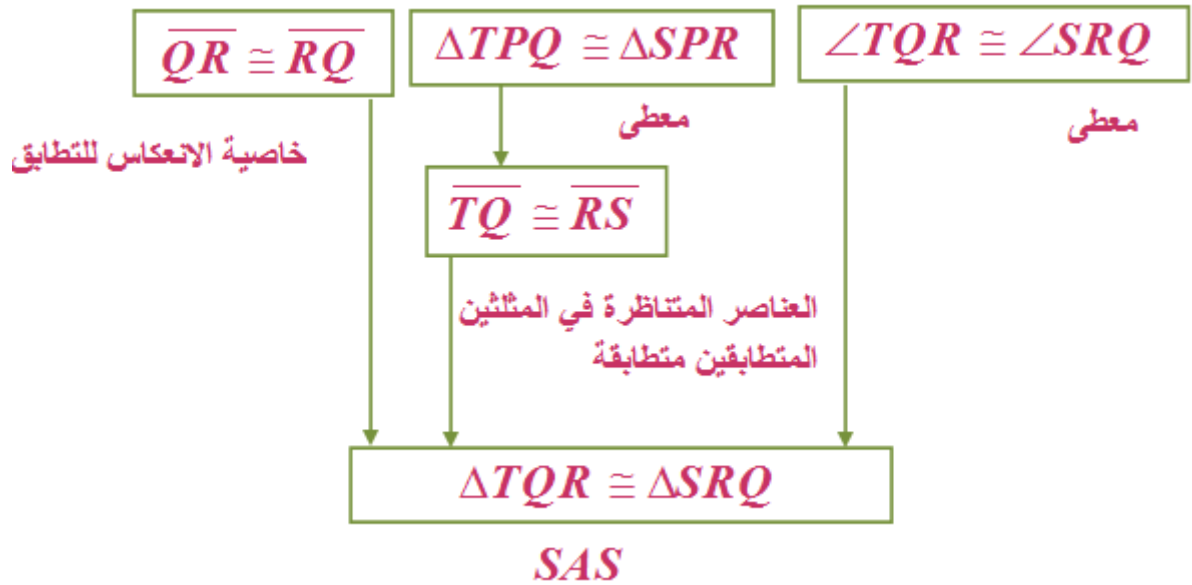 QR ≅ RQ
ΔTPQ ≅ ΔSPR
∠TQR ≅ ∠SRQ
معطى
معطى
خاصية الانعكاس للتطابق
TQ ≅ RS
العناصر المتناظرة في المثلثين
المتطابقين متطابقة
ΔTQR ≅ ΔSRQ
SAS